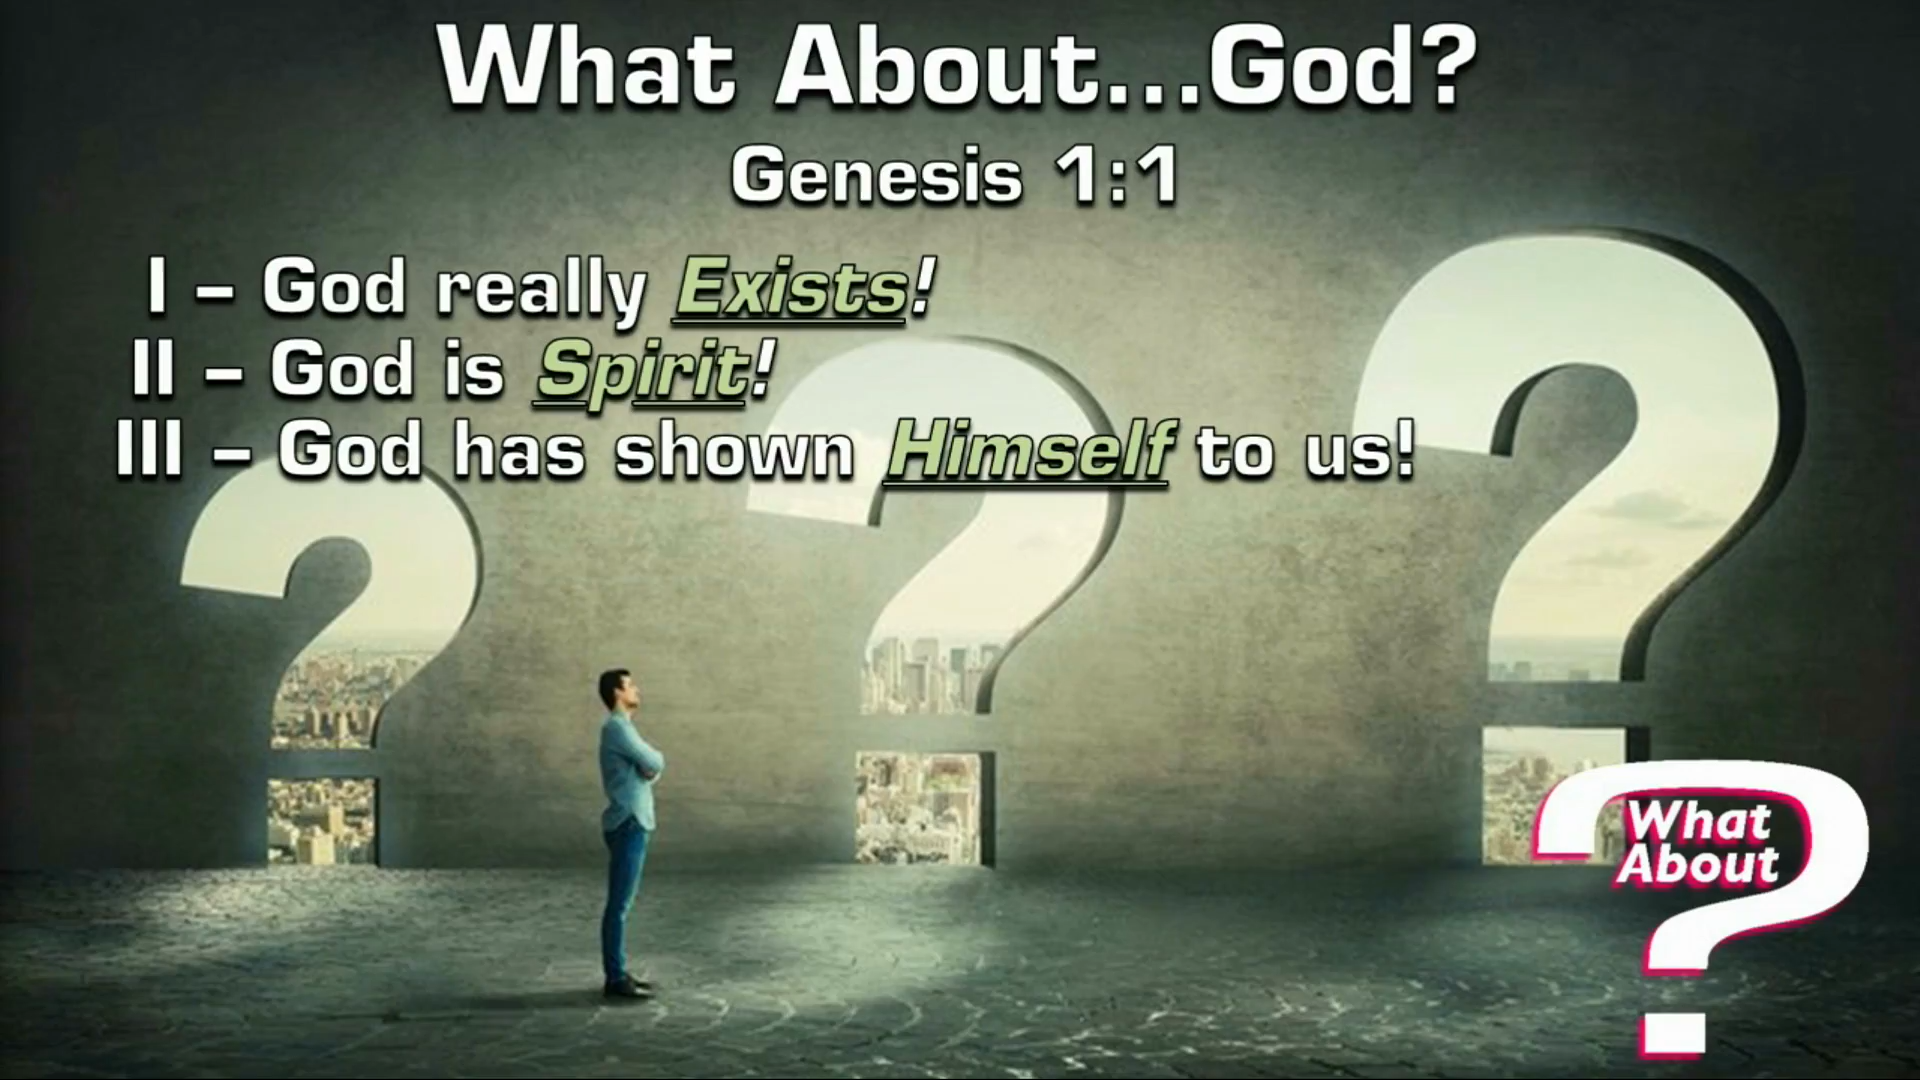 What About...God?
Genesis 1:1
I – God really Exists!
II – God is Spirit!
III – God has shown Himself to us!
What
About